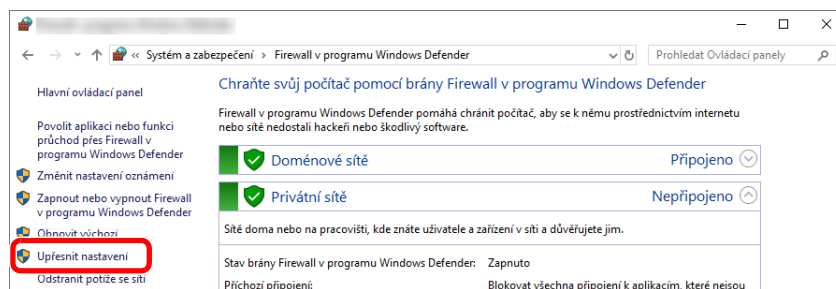 « Systém a zabezpečení › Firewall v programu Windows Defender
Prohledat Ovládací panely
Hlavní ovládací panel
Povolit aplikaci nebo funkci
průchod přes Firewall v
programu Windows Defender
Změnit nastavení oznámení
Zapnout nebo vypnout Firewall
v programu Windows Defender
Obnovit výchozí
Upřesnit nastavení
Odstranit potíže se sítí
Chraňte svůj počítač pomocí brány Firewall v programu Windows Defender
Firewall v programu Windows Defender pomáhá chránit počítač, aby se k němu prostřednictvím internetu
nebo sítě nedostali hackeři nebo škodlivý software.
Doménové sítě Připojeno
Privátní sítě Nepřipojeno
Sítě doma nebo na pracovišti, kde znáte uživatele a zařízení v síti a důvěřujete jim.
Stav brány Firewall v programu Windows Defender: Zapnuto
Příchozí připojení: Blokovat všechna připojení k aplikacím, které nejsou